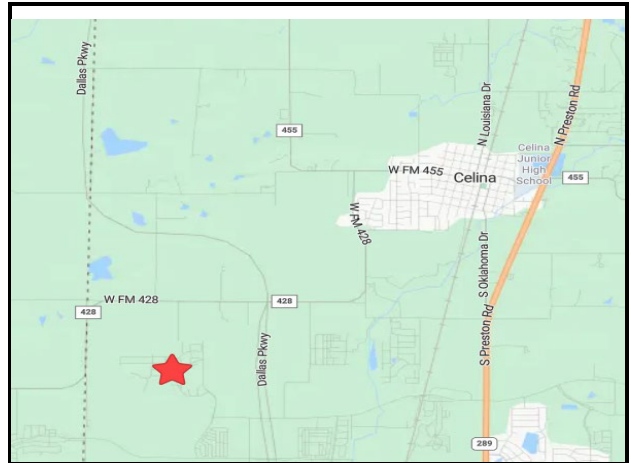 Dallas Pkwy
455
N Louisiana Dr
N Preston Rd
Celina
Junior
High
School
W FM 455
Celina
455
W FM 428
S Oklahoma Dr
W FM 428
428
428
S Preston Rd
Dallas Pkwy
289